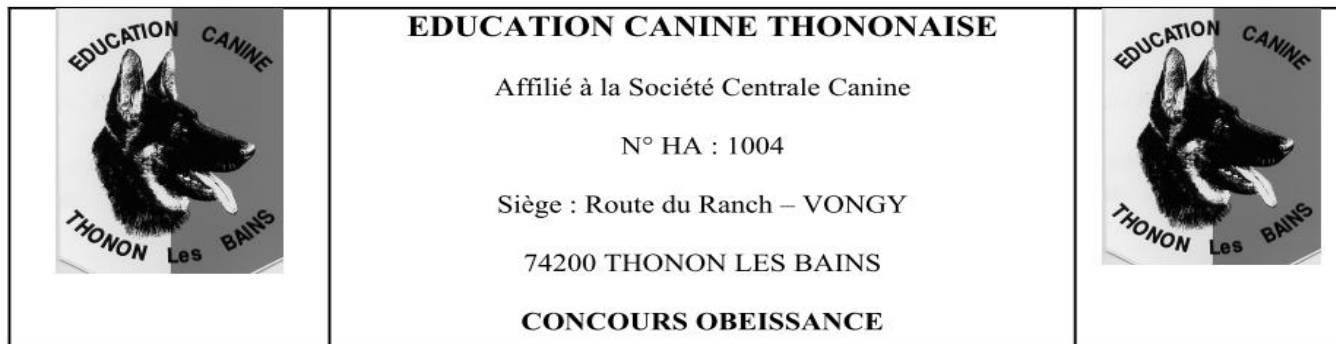 EDUCATION CANINE
THONON Les BAINS
EDUCATION CANINE THONONAISE
Affilié à la Société Centrale Canine
N° HA : 1004
Siège : Route du Ranch – VONGY
74200 THONON LES BAINS
CONCOURS OBEISSANCE
EDUCATION CANINE
THONON Les BAINS